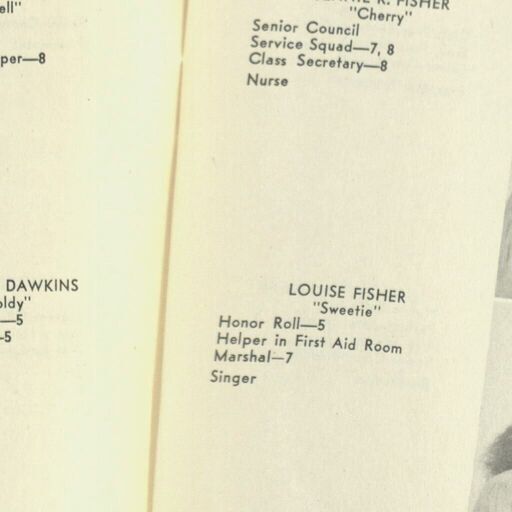 ell"
per—8
DAWKINS
oldy"
—5
—5
R. FISHER
"Cherry"
Senior Council
Service Squad—7, 8
Class Secretary—8
Nurse
LOUISE FISHER
"Sweetie"
Honor Roll—5
Helper in First Aid Room
Marshal—7
Singer